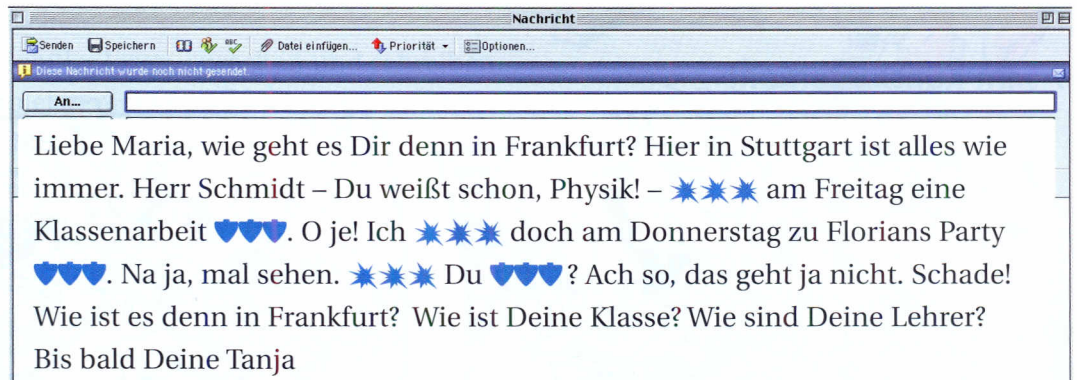 Nachricht
Senden Speichern ABC Datei einfügen... Priorität Optionen...
Diese Nachricht wurde noch nicht gesendet.
An...
Liebe Maria, wie geht es Dir denn in Frankfurt? Hier in Stuttgart ist alles wie
immer. Herr Schmidt – Du weißt schon, Physik! – am Freitag eine
Klassenarbeit . O je! Ich doch am Donnerstag zu Florians Party
. Na ja, mal sehen. Du ? Ach so, das geht ja nicht. Schade!
Wie ist es denn in Frankfurt? Wie ist Deine Klasse? Wie sind Deine Lehrer?
Bis bald Deine Tanja